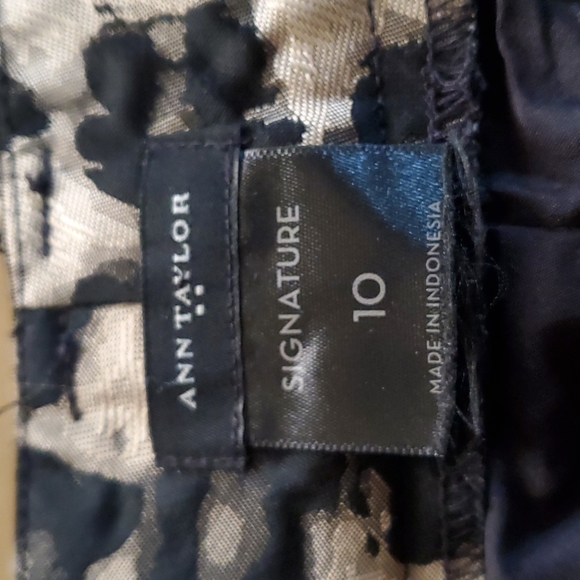 ANN TAYLOR
SIGNATURE
10
MADE IN INDONESIA